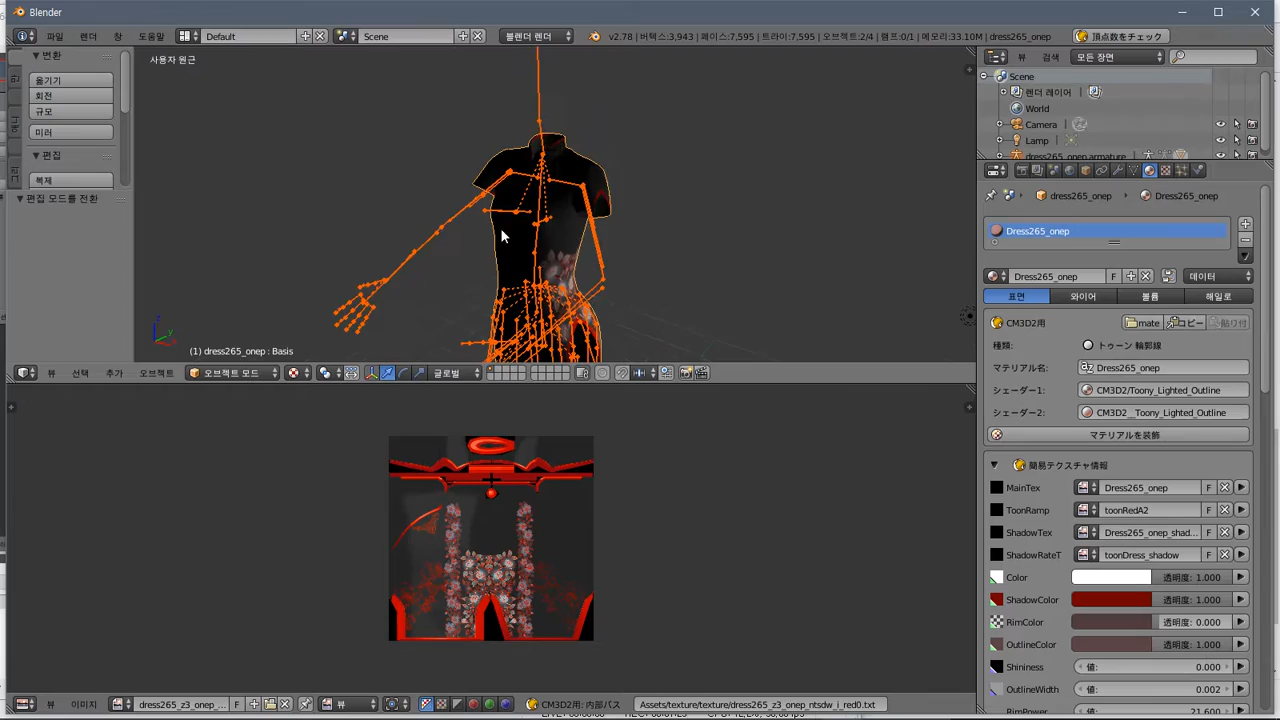 Blender
파일 렌더 창 도움말 Default Scene 블렌더 렌더 v2.78 | 버텍스:3,943 | 페이스:7,595 | 트라이:7,595 | 오브젝트:2/4 | 램프:0/1 | 메모리:33.10M | dress265_onep 頂点数をチェック
변환
옮기기
회전
규모
미러
편집
복제
편집 모드를 전환
사용자 원근
(1) dress265_onep : Basis
뷰 선택 추가 오브젝트 오브젝트 모드 글로벌
뷰 검색 모든 장면
Scene
렌더 레이어
World
Camera
Lamp
dress265_onep.armature
dress265_onep Dress265_onep
Dress265_onep
Dress265_onep F 데이터
표면 와이어 볼륨 해일로
CM3D2用 mate コピー 貼り付
種類: トゥーン 輪郭線
マテリアル名: Dress265_onep
シェーダー1: CM3D2/Toony_Lighted_Outline
シェーダー2: CM3D2__Toony_Lighted_Outline
マテリアルを装飾
簡易テクスチャ情報
MainTex Dress265_onep F
ToonRamp toonRedA2 F
ShadowTex Dress265_onep_shad... F
ShadowRateT toonDress_shadow F
Color 透明度: 1.000
ShadowColor 透明度: 1.000
RimColor 透明度: 0.000
OutlineColor 透明度: 1.000
Shininess 値: 0.000
OutlineWidth 値: 0.002
RimPower 値: 21.600
뷰 이미지 dress265_z3_onep_... F 뷰 CM3D2用: 内部パス Assets/texture/texture/dress265_z3_onep_ntsdw_i_red0.txt